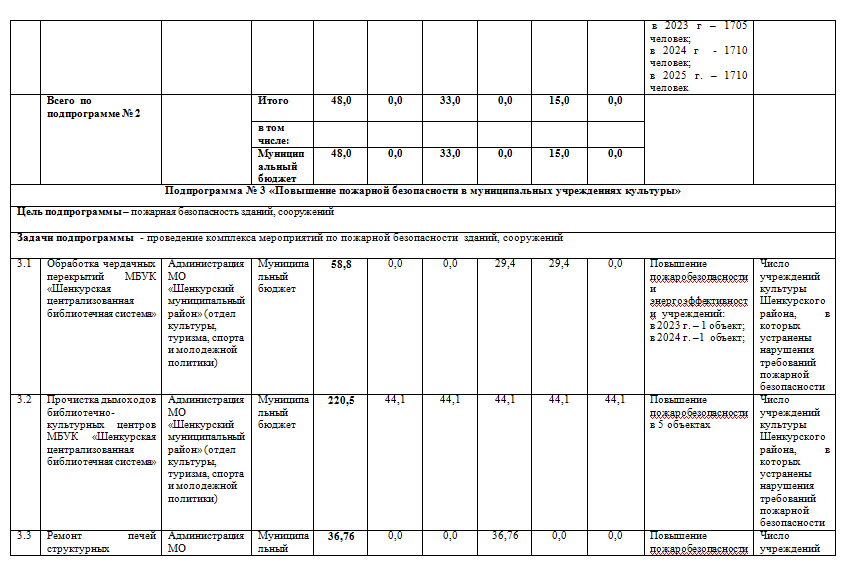 в 2023 г – 1705
человек;
в 2024 г - 1710
человек;
в 2025 г. – 1710
человек
Всего по
подпрограмме № 2
Итого
48,0
0,0
33,0
0,0
15,0
0,0
в том
числе:
Муницип
альный
бюджет
48,0
0,0
33,0
0,0
15,0
0,0
Подпрограмма № 3 «Повышение пожарной безопасности в муниципальных учреждениях культуры»
Цель подпрограммы – пожарная безопасность зданий, сооружений
Задачи подпрограммы - проведение комплекса мероприятий по пожарной безопасности зданий, сооружений
3.1
Обработка чердачных
перекрытий МБУК
«Шенкурская
централизованная
библиотечная система»
Администрация
МО
«Шенкурский
муниципальный
район» (отдел
культуры,
туризма, спорта
и молодежной
политики)
Муниципа
льный
бюджет
58,8
0,0
0,0
29,4
29,4
0,0
Повышение
пожаробезопасности
и
энергоэффективност
и учреждений:
в 2023 г. – 1 объект;
в 2024 г. –1 объект;
Число
учреждений
культуры
Шенкурского
района, в
которых
устранены
нарушения
требований
пожарной
безопасности
3.2
Прочистка дымоходов
библиотечно-
культурных центров
МБУК «Шенкурская
централизованная
библиотечная система»
Администрация
МО
«Шенкурский
муниципальный
район» (отдел
культуры,
туризма, спорта
и молодежной
политики)
Муниципа
льный
бюджет
220,5
44,1
44,1
44,1
44,1
44,1
Повышение
пожаробезопасности
в 5 объектах
Число
учреждений
культуры
Шенкурского
района, в
которых
устранены
нарушения
требований
пожарной
безопасности
3.3
Ремонт печей
структурных
Администрация
МО
Муниципа
льный
36,76
0,0
0,0
36,76
0,0
0,0
Повышение
пожаробезопасности
Число
учреждений